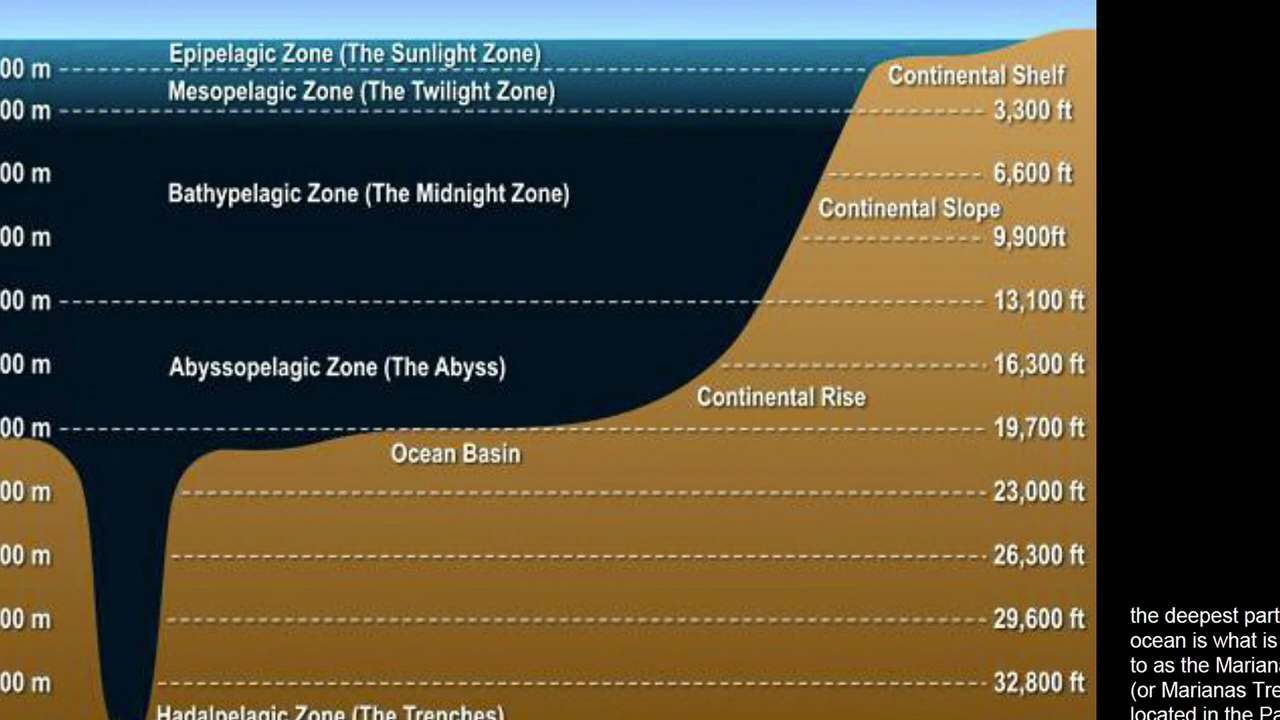 Epipelagic Zone (The Sunlight Zone)
00 m
Continental Shelf
Mesopelagic Zone (The Twilight Zone)
00 m
3,300 ft
00 m
6,600 ft
Bathypelagic Zone (The Midnight Zone)
Continental Slope
00 m
9,900ft
00 m
13,100 ft
00 m
Abyssopelagic Zone (The Abyss)
16,300 ft
Continental Rise
00 m
19,700 ft
Ocean Basin
00 m
23,000 ft
00 m
26,300 ft
00 m
29,600 ft
00 m
32,800 ft
Hadalpelagic Zone (The Trenches)
the deepest part
ocean is what is
to as the Marian
(or Marianas Tre
located in the Pa